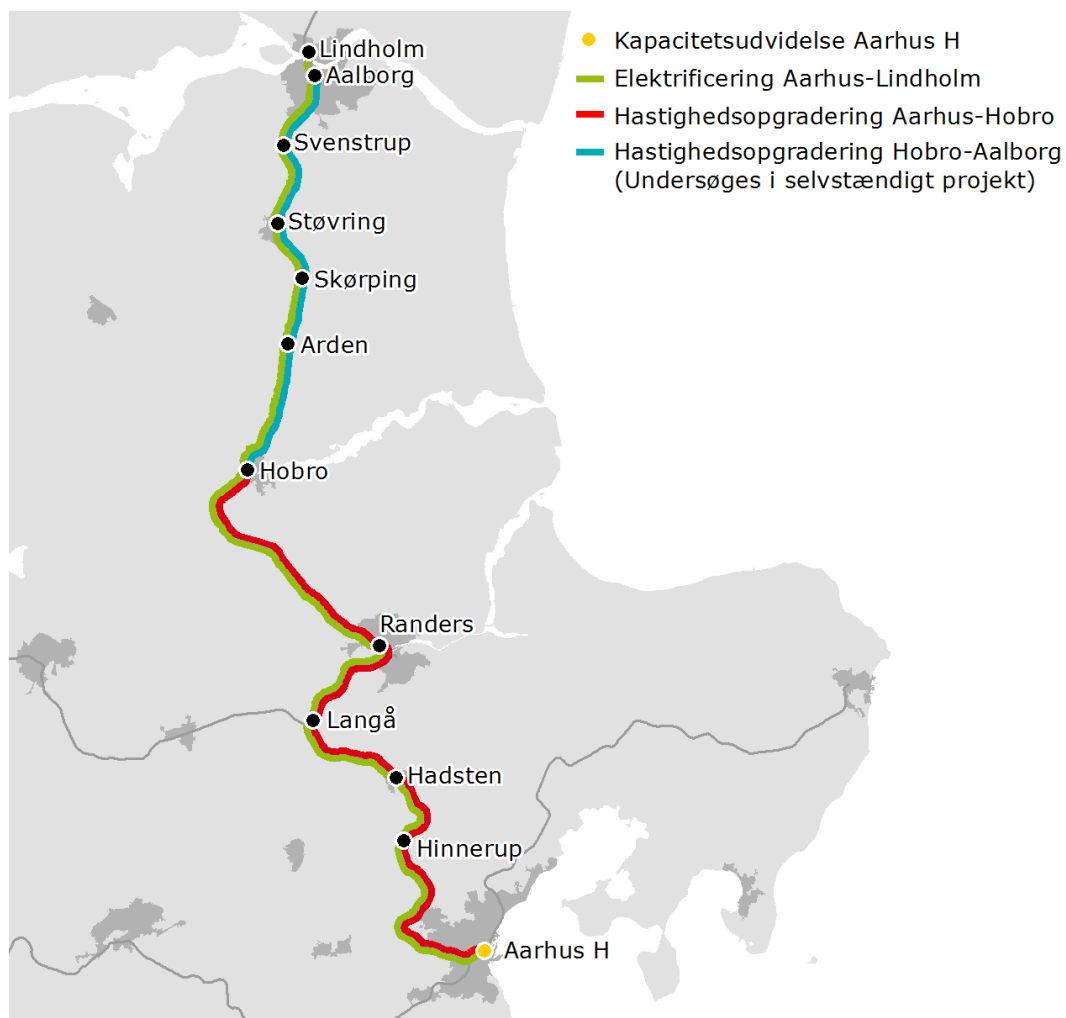 Kapacitetsudvidelse Aarhus H
Elektrificering Aarhus-Lindholm
Hastighedsopgradering Aarhus-Hobro
Hastighedsopgradering Hobro-Aalborg
(Undersøges i selvstændigt projekt)
Lindholm
Aalborg
Svenstrup
Støvring
Skørping
Arden
Hobro
Randers
Langå
Hadsten
Hinnerup
Aarhus H